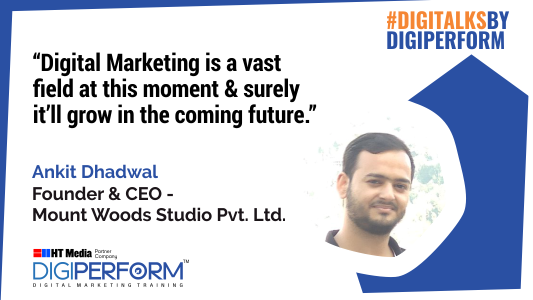 #DIGITALKSBY
DIGIPERFORM
“Digital Marketing is a vast
field at this moment & surely
it’ll grow in the coming future.”
Ankit Dhadwal
Founder & CEO -
Mount Woods Studio Pvt. Ltd.
HT Media Partner
Company
DIGIPERFORM™
DIGITAL MARKETING TRAINING